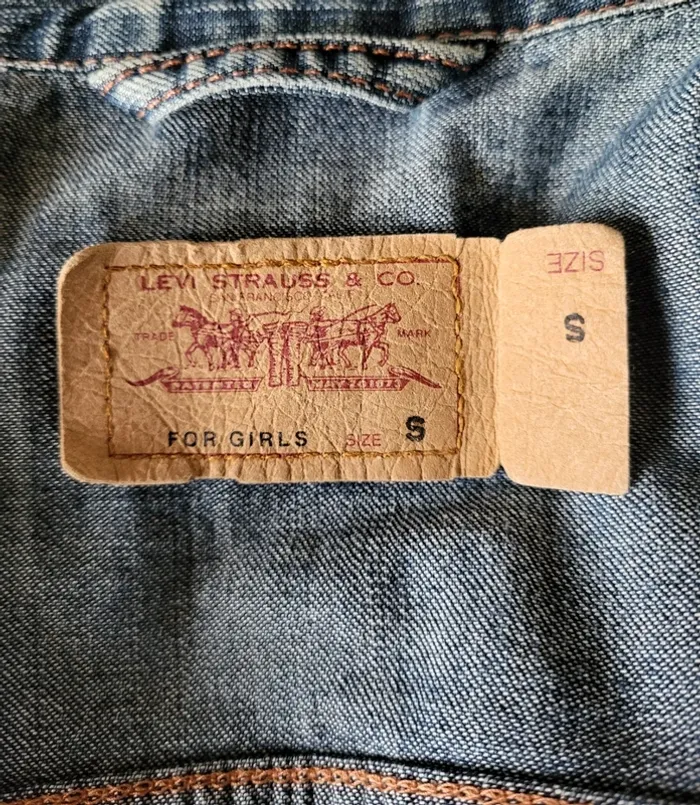 LEVI STRAUSS & CO.
TRADE MARK
FOR GIRLS SIZE S
SIZE
S